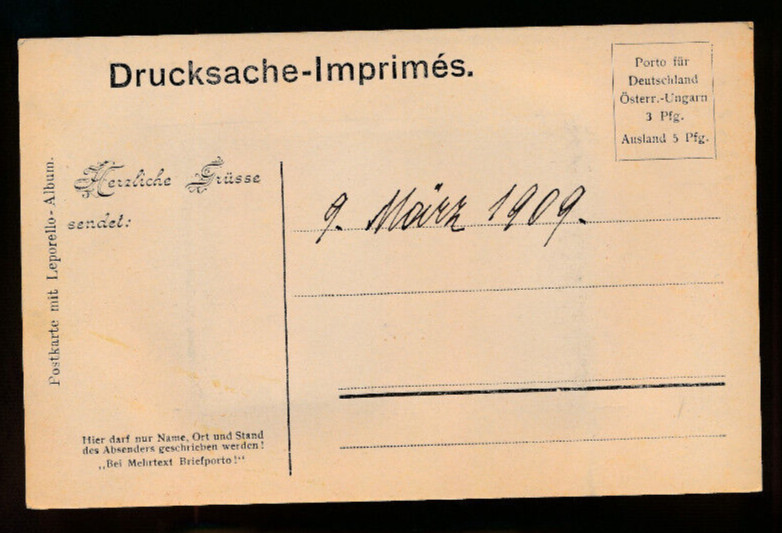 Drucksache-Imprimés.
Porto für
Deutschland
Österr.-Ungarn
3 Pfg.
Ausland 5 Pfg.
Postkarte mit Leporello-Album.
Herzliche Grüsse
sendet:
9. März 1909.
Hier darf nur Name, Ort und Stand
des Absenders geschrieben werden!
„Bei Mehrtext Briefporto!“